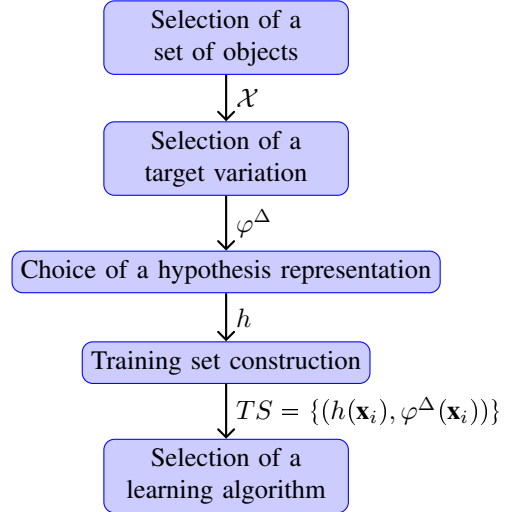 Selection of a
set of objects
𝒳
Selection of a
target variation
φ^Δ
Choice of a hypothesis representation
h
Training set construction
TS = {(h(𝐱_i), φ^Δ(𝐱_i))}
Selection of a
learning algorithm